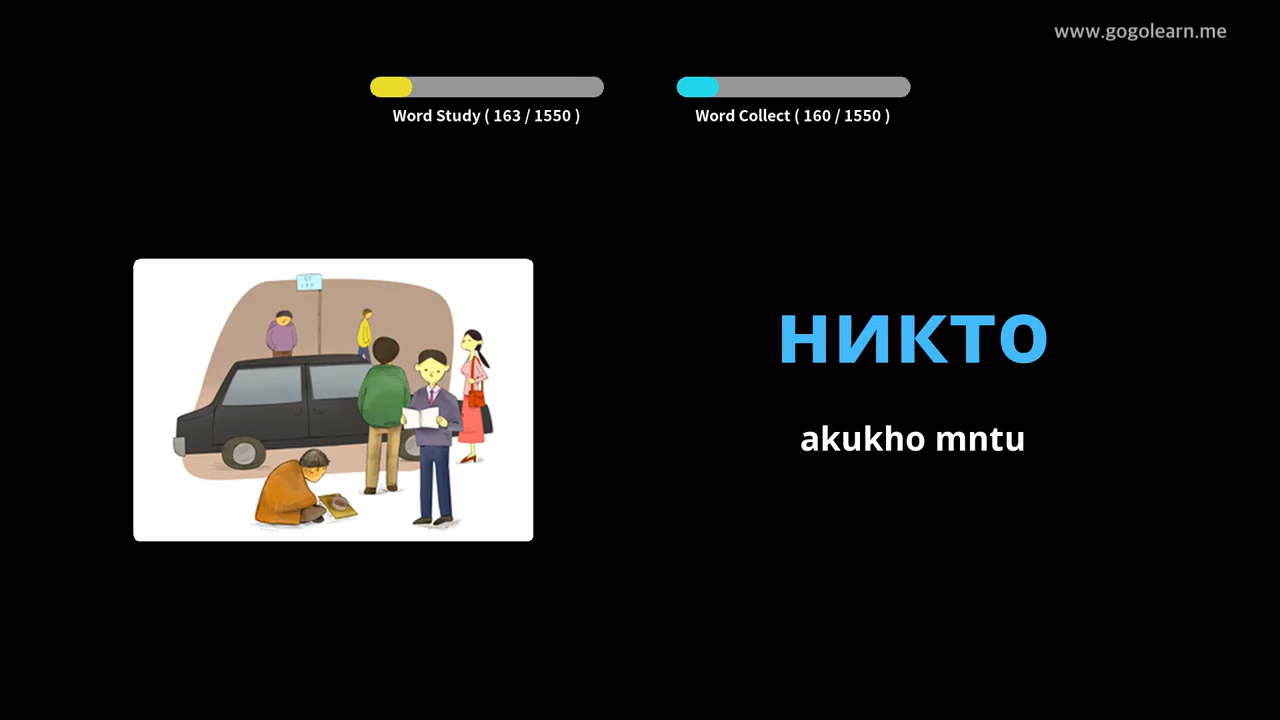 www.gogolearn.me
Word Study ( 163 / 1550 )
Word Collect ( 160 / 1550 )
никто
akukho mntu